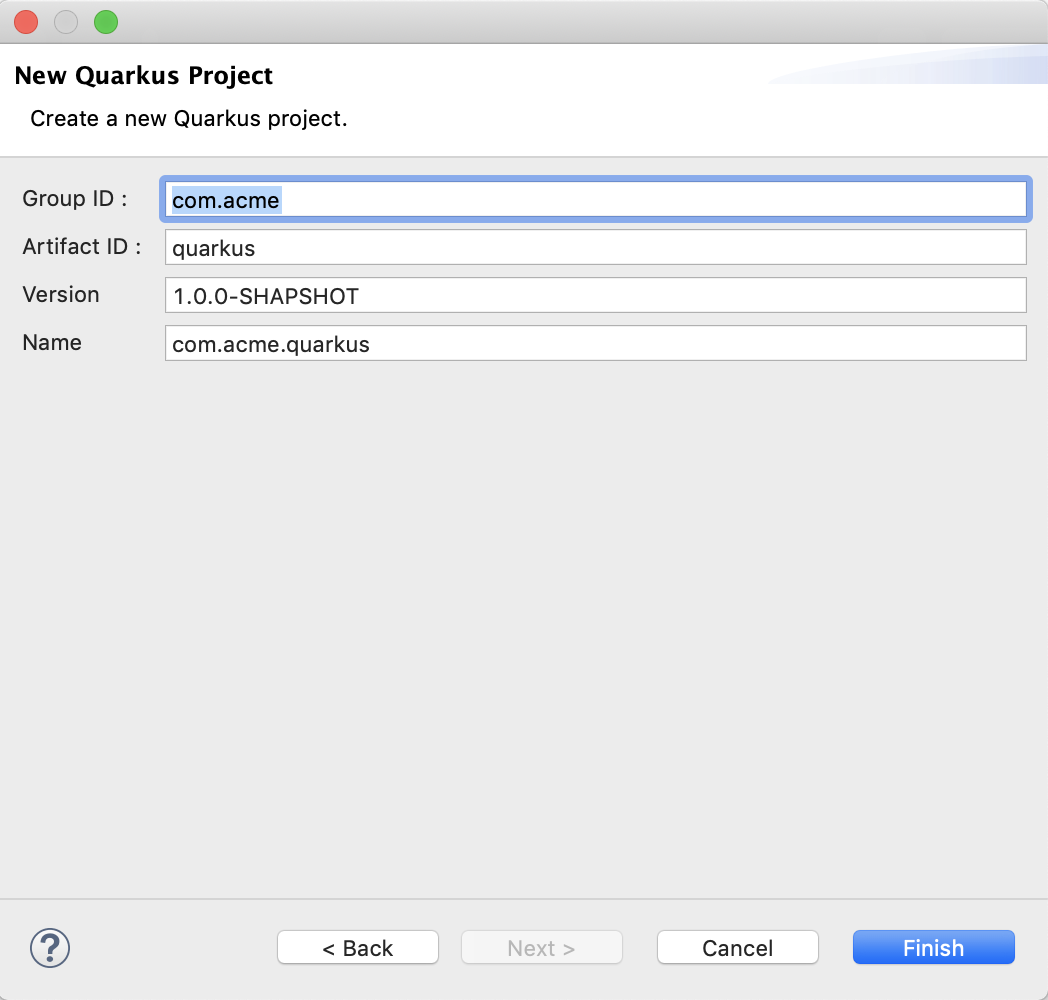 New Quarkus Project
Create a new Quarkus project.
Group ID : com.acme
Artifact ID : quarkus
Version 1.0.0-SHAPSHOT
Name com.acme.quarkus
? < Back Next > Cancel Finish